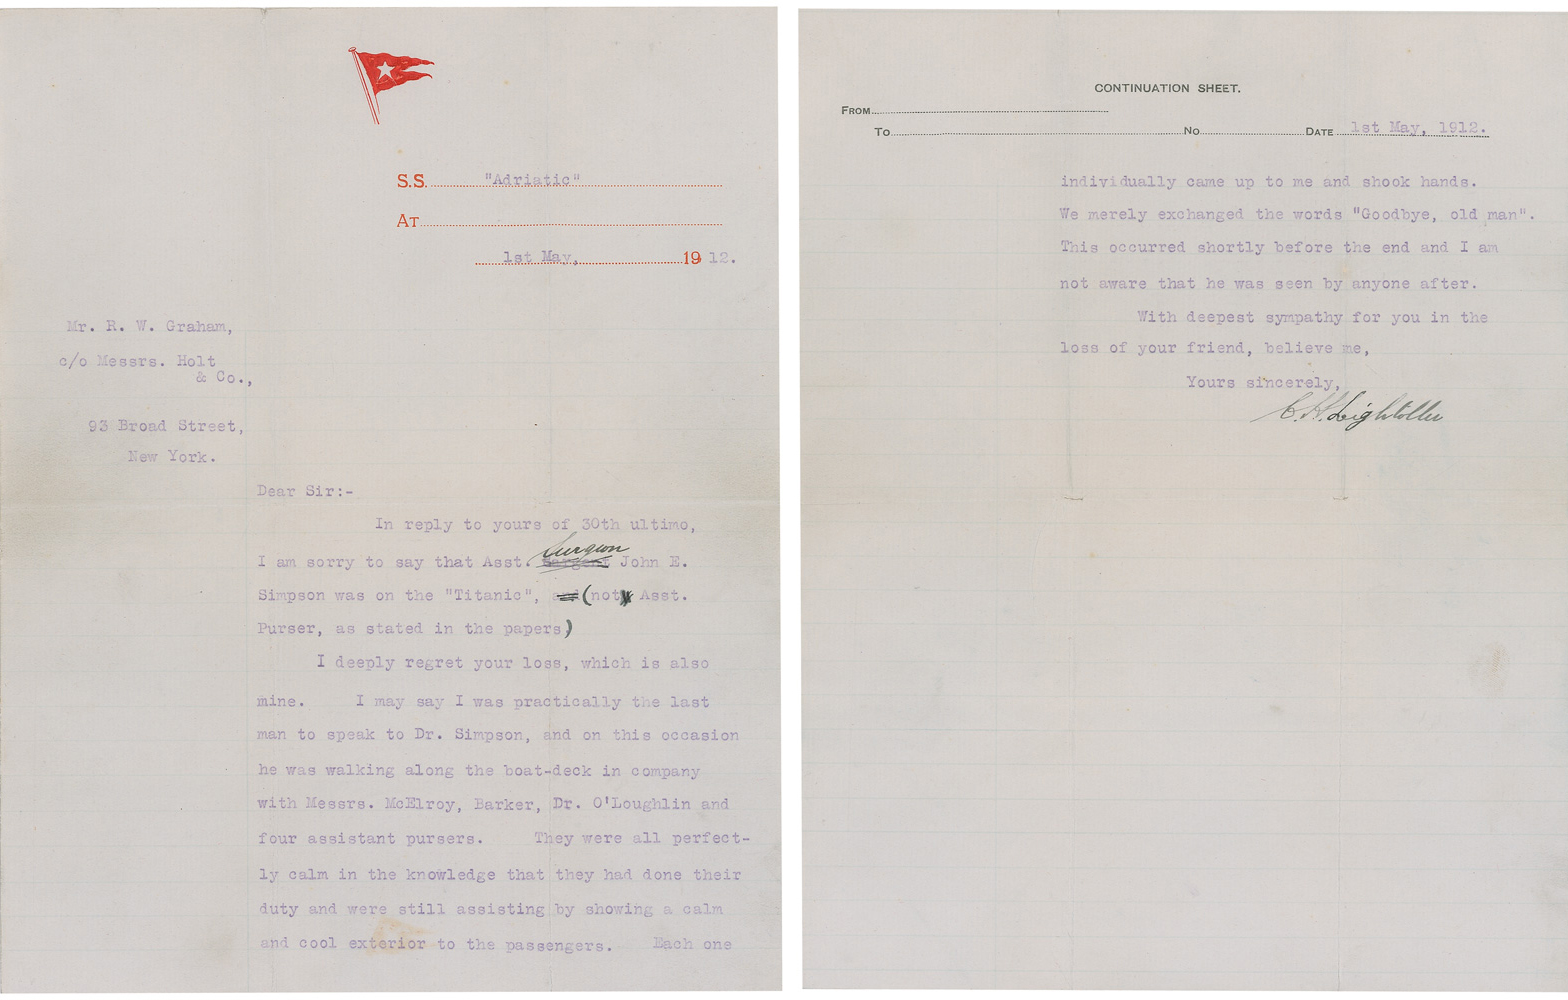 S.S. "Adriatic"
At
1st May, 1912.
Mr. R. W. Graham,
c/o Messrs. Holt
& Co.,
93 Broad Street,
New York.
Dear Sir:-
In reply to yours of 30th ultimo,
Surgeon
I am sorry to say that Asst. John E.
Simpson was on the "Titanic", and (not Asst.
Purser, as stated in the papers)
I deeply regret your loss, which is also
mine. I may say I was practically the last
man to speak to Dr. Simpson, and on this occasion
he was walking along the boat-deck in company
with Messrs. McElroy, Barker, Dr. O'Loughlin and
four assistant pursers. They were all perfect-
ly calm in the knowledge that they had done their
duty and were still assisting by showing a calm
and cool exterior to the passengers. Each one
CONTINUATION SHEET.
From
To No Date 1st May, 1912.
individually came up to me and shook hands.
We merely exchanged the words "Goodbye, old man".
This occurred shortly before the end and I am
not aware that he was seen by anyone after.
With deepest sympathy for you in the
loss of your friend, believe me,
Yours sincerely,
C. H. Lightoller